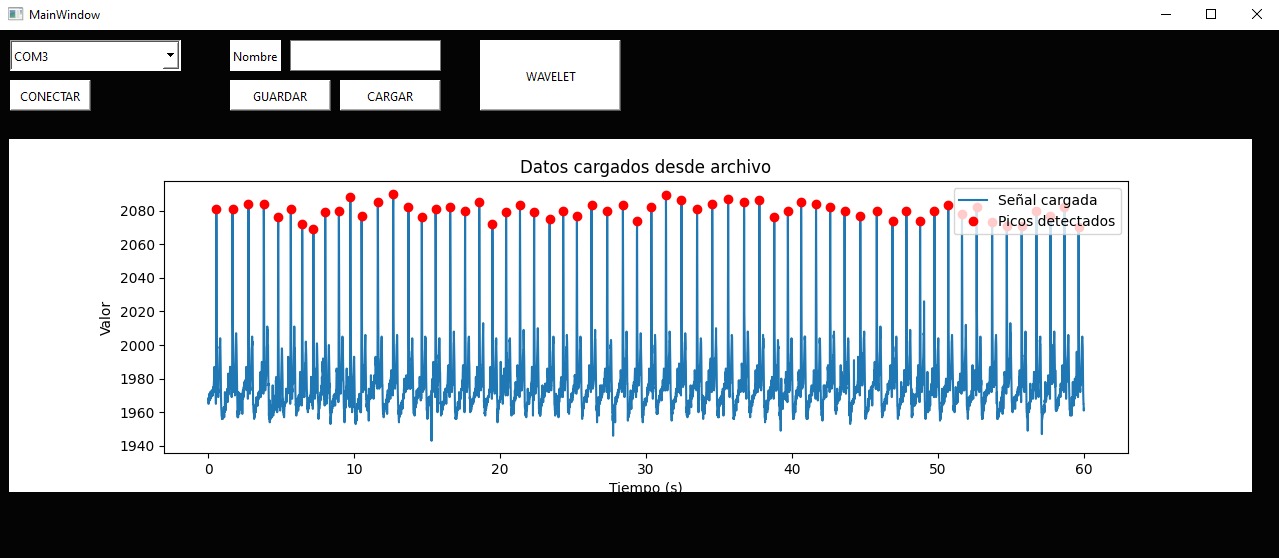 MainWindow
COM3
Nombre
WAVELET
CONECTAR
GUARDAR
CARGAR
Datos cargados desde archivo
Señal cargada
Picos detectados
2080
2060
2040
2020
2000
1980
1960
1940
Valor
0 10 20 30 40 50 60
Tiempo (s)